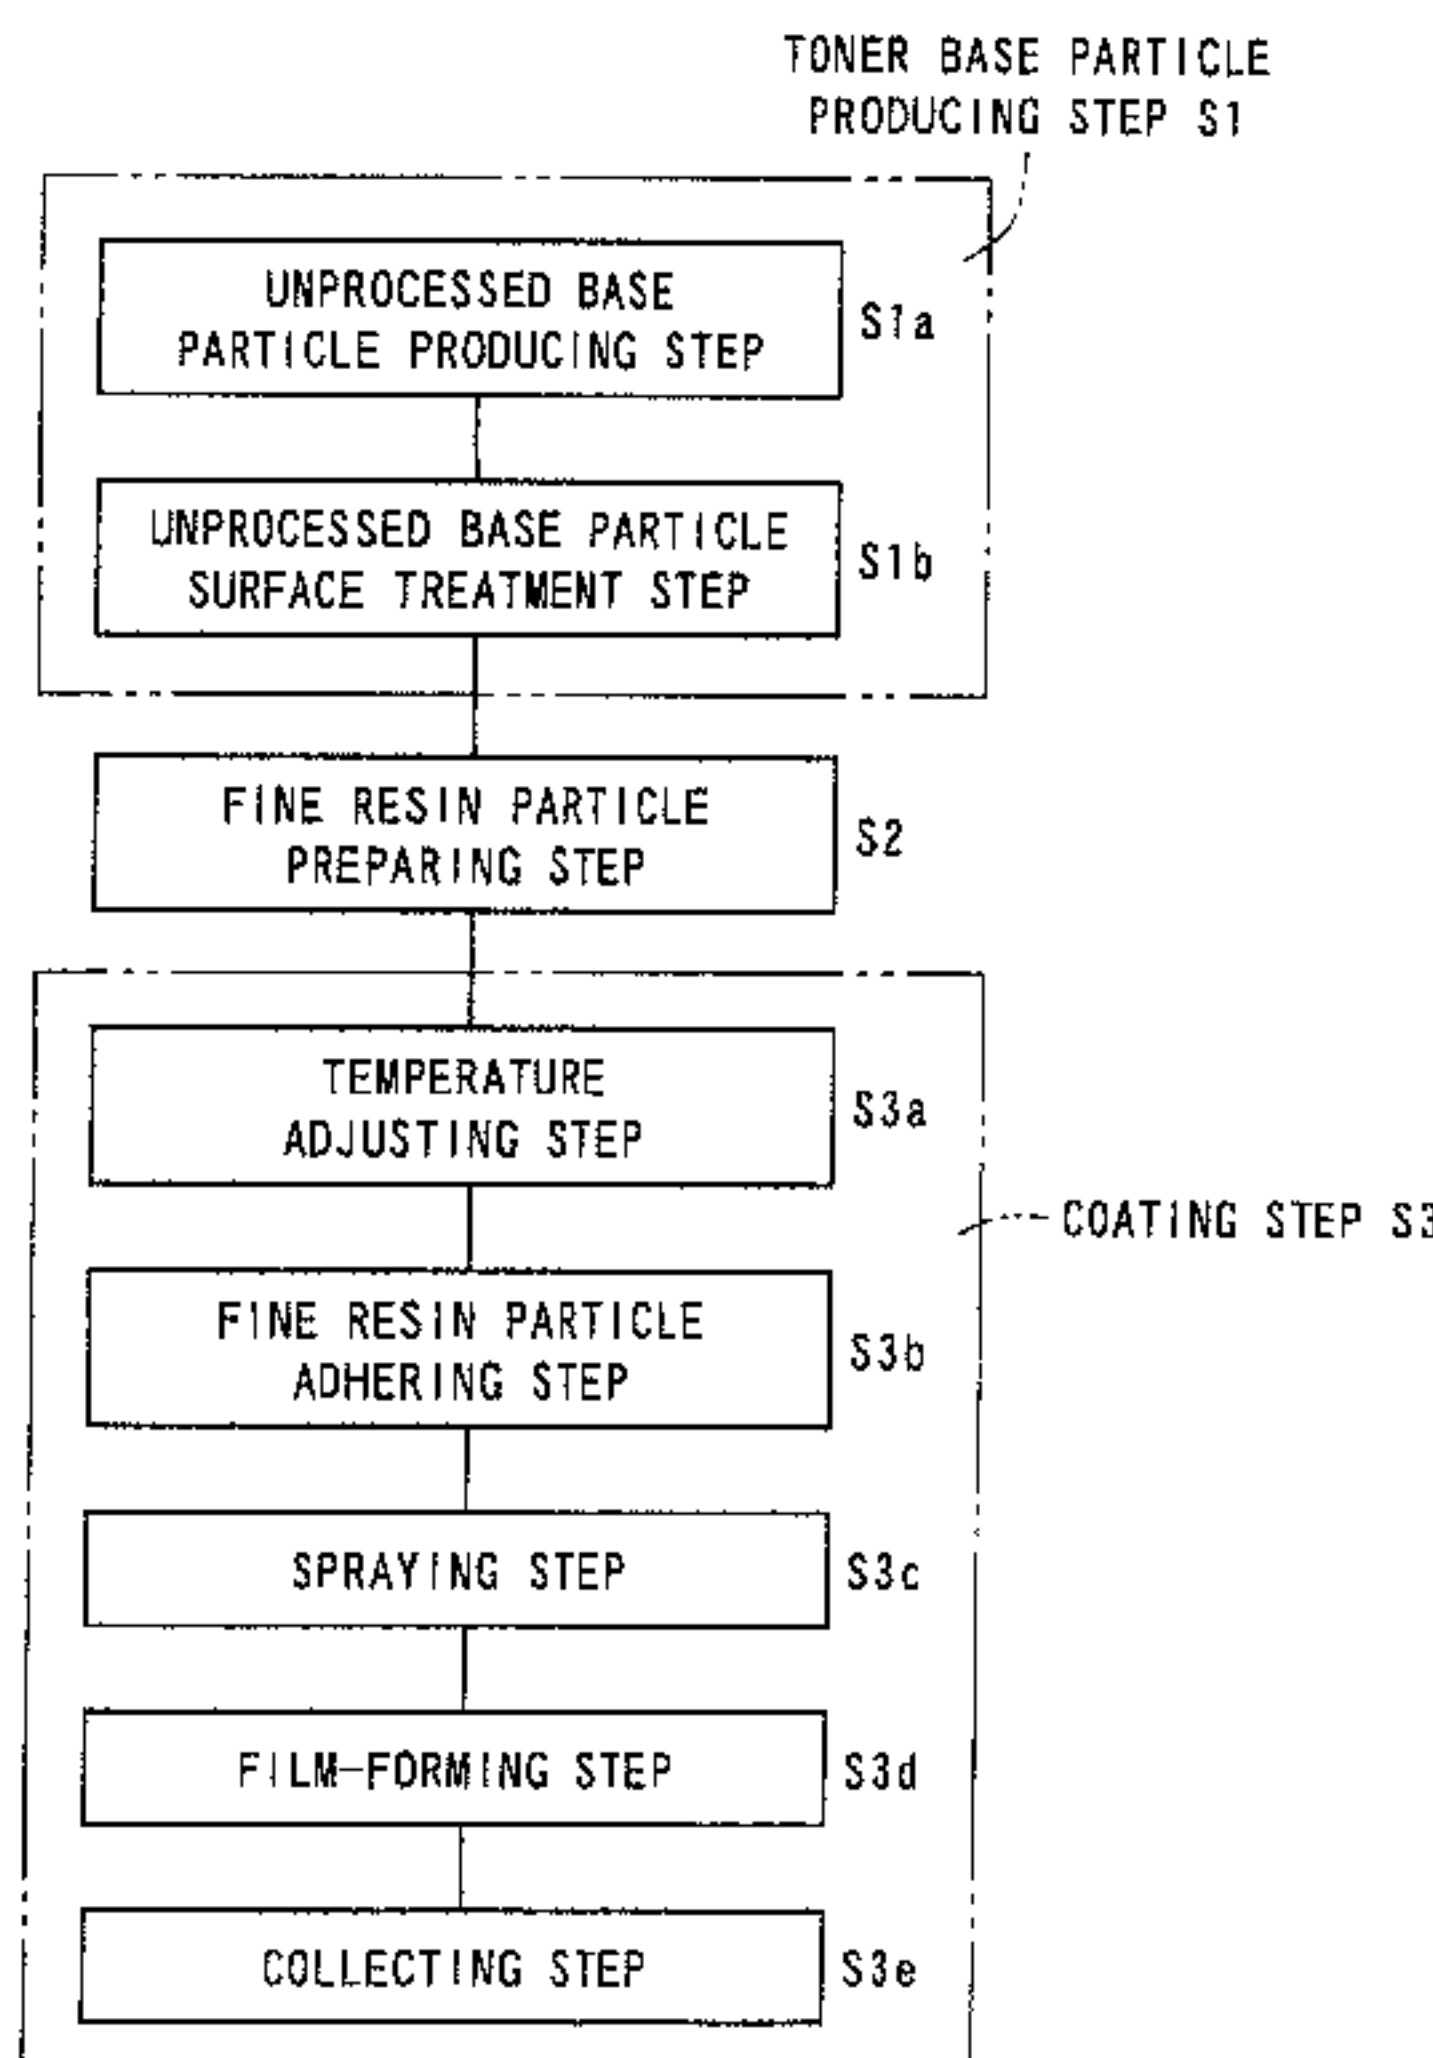 TONER BASE PARTICLE
PRODUCING STEP S1
UNPROCESSED BASE
PARTICLE PRODUCING STEP
S1a
UNPROCESSED BASE PARTICLE
SURFACE TREATMENT STEP
S1b
FINE RESIN PARTICLE
PREPARING STEP
S2
TEMPERATURE
ADJUSTING STEP
S3a
COATING STEP S3
FINE RESIN PARTICLE
ADHERING STEP
S3b
SPRAYING STEP
S3c
FILM-FORMING STEP
S3d
COLLECTING STEP
S3e